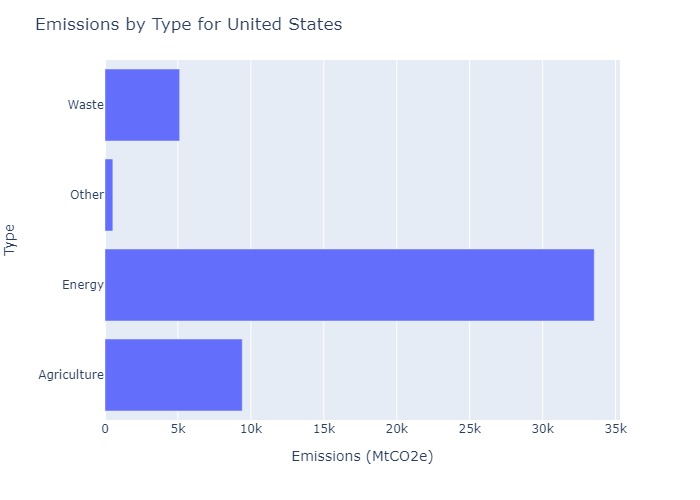 Emissions by Type for United States
Waste
Other
Energy
Agriculture
Type
0 5k 10k 15k 20k 25k 30k 35k
Emissions (MtCO2e)